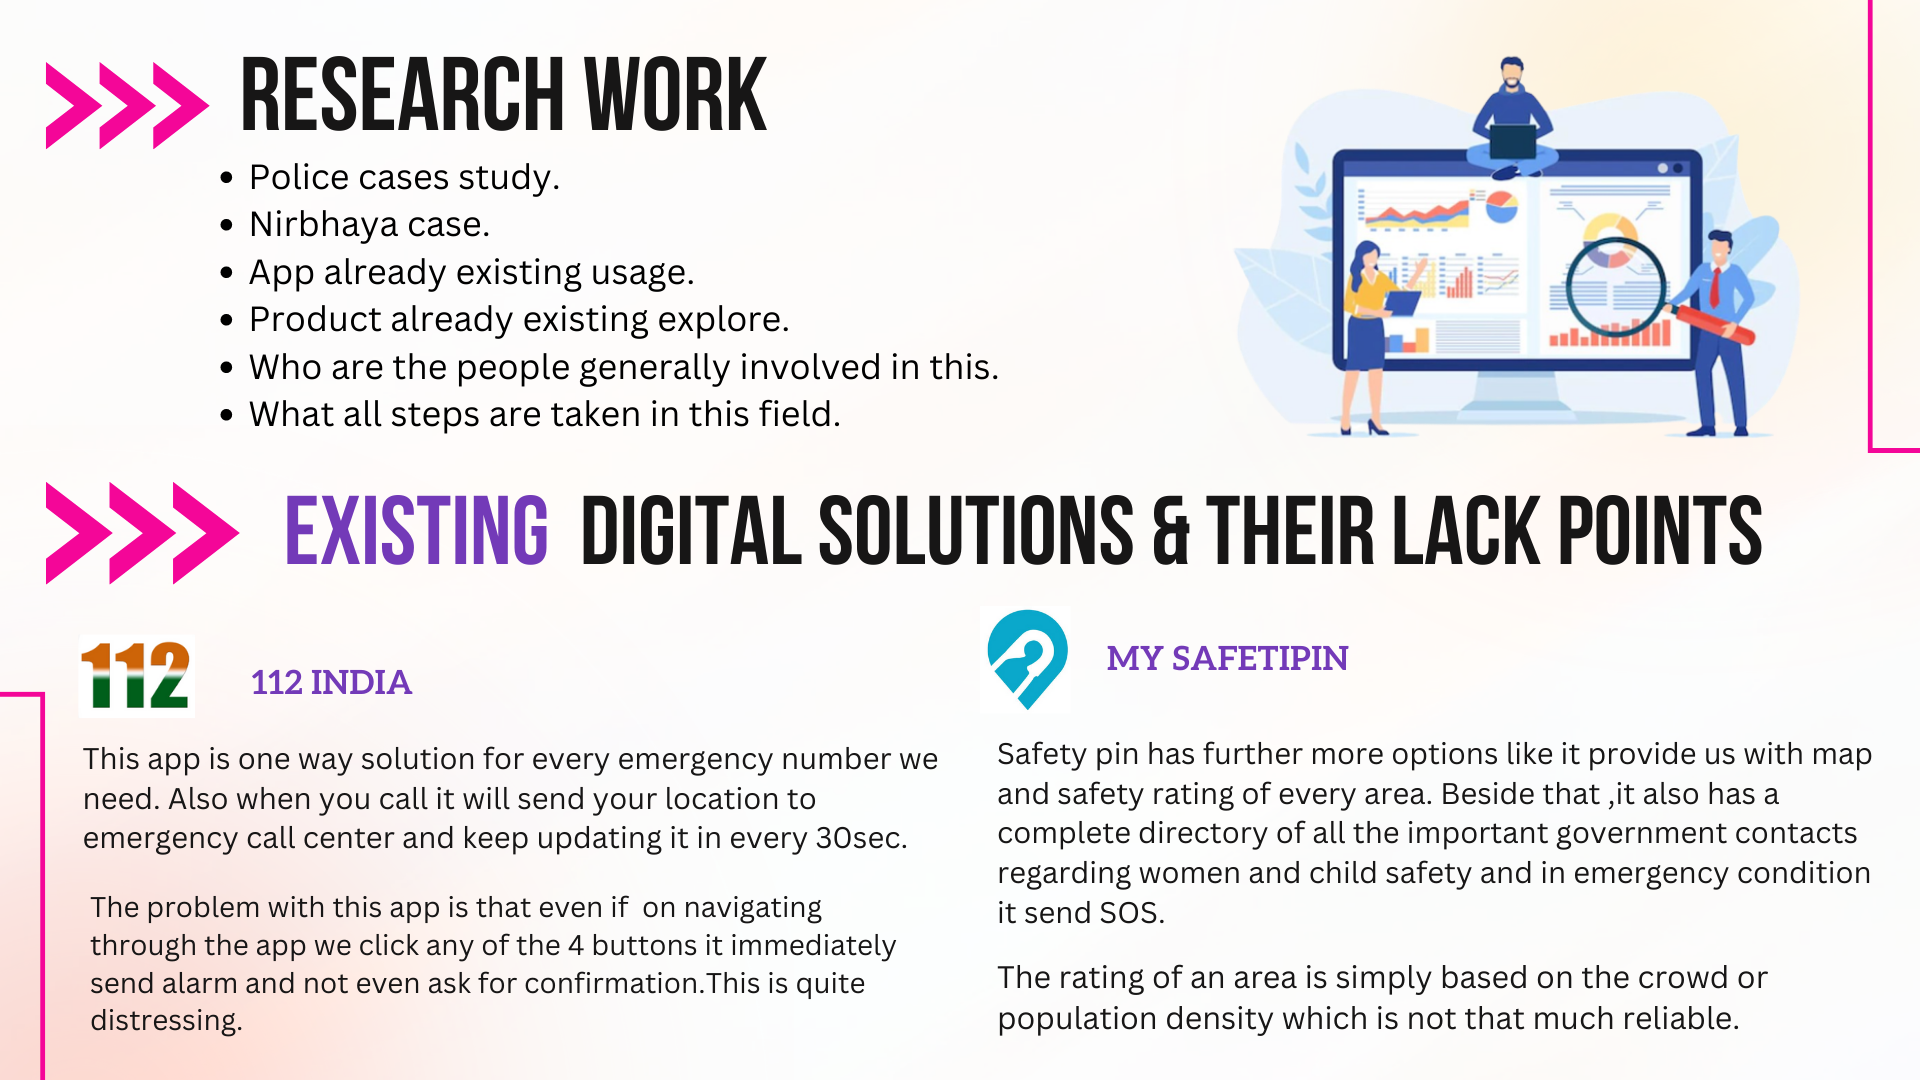 RESEARCH WORK
• Police cases study.
• Nirbhaya case.
• App already existing usage.
• Product already existing explore.
• Who are the people generally involved in this.
• What all steps are taken in this field.
EXISTING DIGITAL SOLUTIONS & THEIR LACK POINTS
112
112 INDIA
This app is one way solution for every emergency number we
need. Also when you call it will send your location to
emergency call center and keep updating it in every 30sec.
The problem with this app is that even if on navigating
through the app we click any of the 4 buttons it immediately
send alarm and not even ask for confirmation.This is quite
distressing.
MY SAFETIPIN
Safety pin has further more options like it provide us with map
and safety rating of every area. Beside that ,it also has a
complete directory of all the important government contacts
regarding women and child safety and in emergency condition
it send SOS.
The rating of an area is simply based on the crowd or
population density which is not that much reliable.